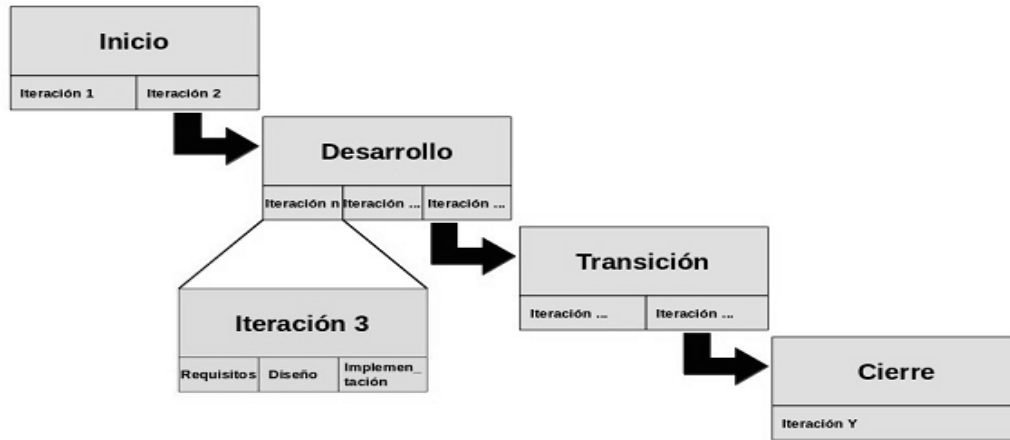 Inicio
Iteración 1
Iteración 2
Desarrollo
Iteración n
Iteración ...
Iteración ...
Transición
Iteración ...
Iteración ...
Iteración 3
Requisitos
Diseño
Implemen_
tación
Cierre
Iteración Y